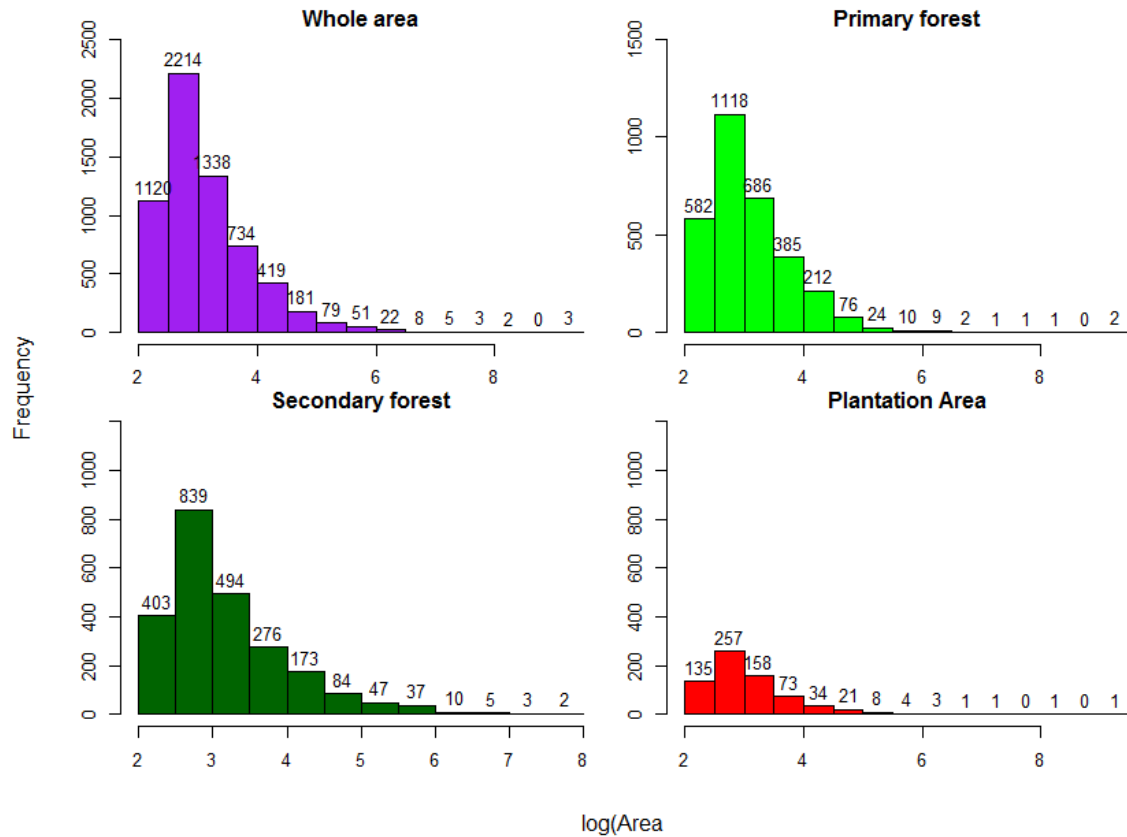 Whole area
Primary forest
2500
2000
1500
1000
500
0
1120 2214 1338 734 419 181 79 51 22 8 5 3 2 0 3
2 4 6 8
1500
1000
500
0
582 1118 686 385 212 76 24 10 9 2 1 1 1 0 2
2 4 6 8
Frequency
Secondary forest
Plantation Area
1000
800
600
400
200
0
403 839 494 276 173 84 47 37 10 5 3 2
2 3 4 5 6 7 8
1000
800
600
400
200
0
135 257 158 73 34 21 8 4 3 1 1 0 1 0 1
2 4 6 8
log(Area